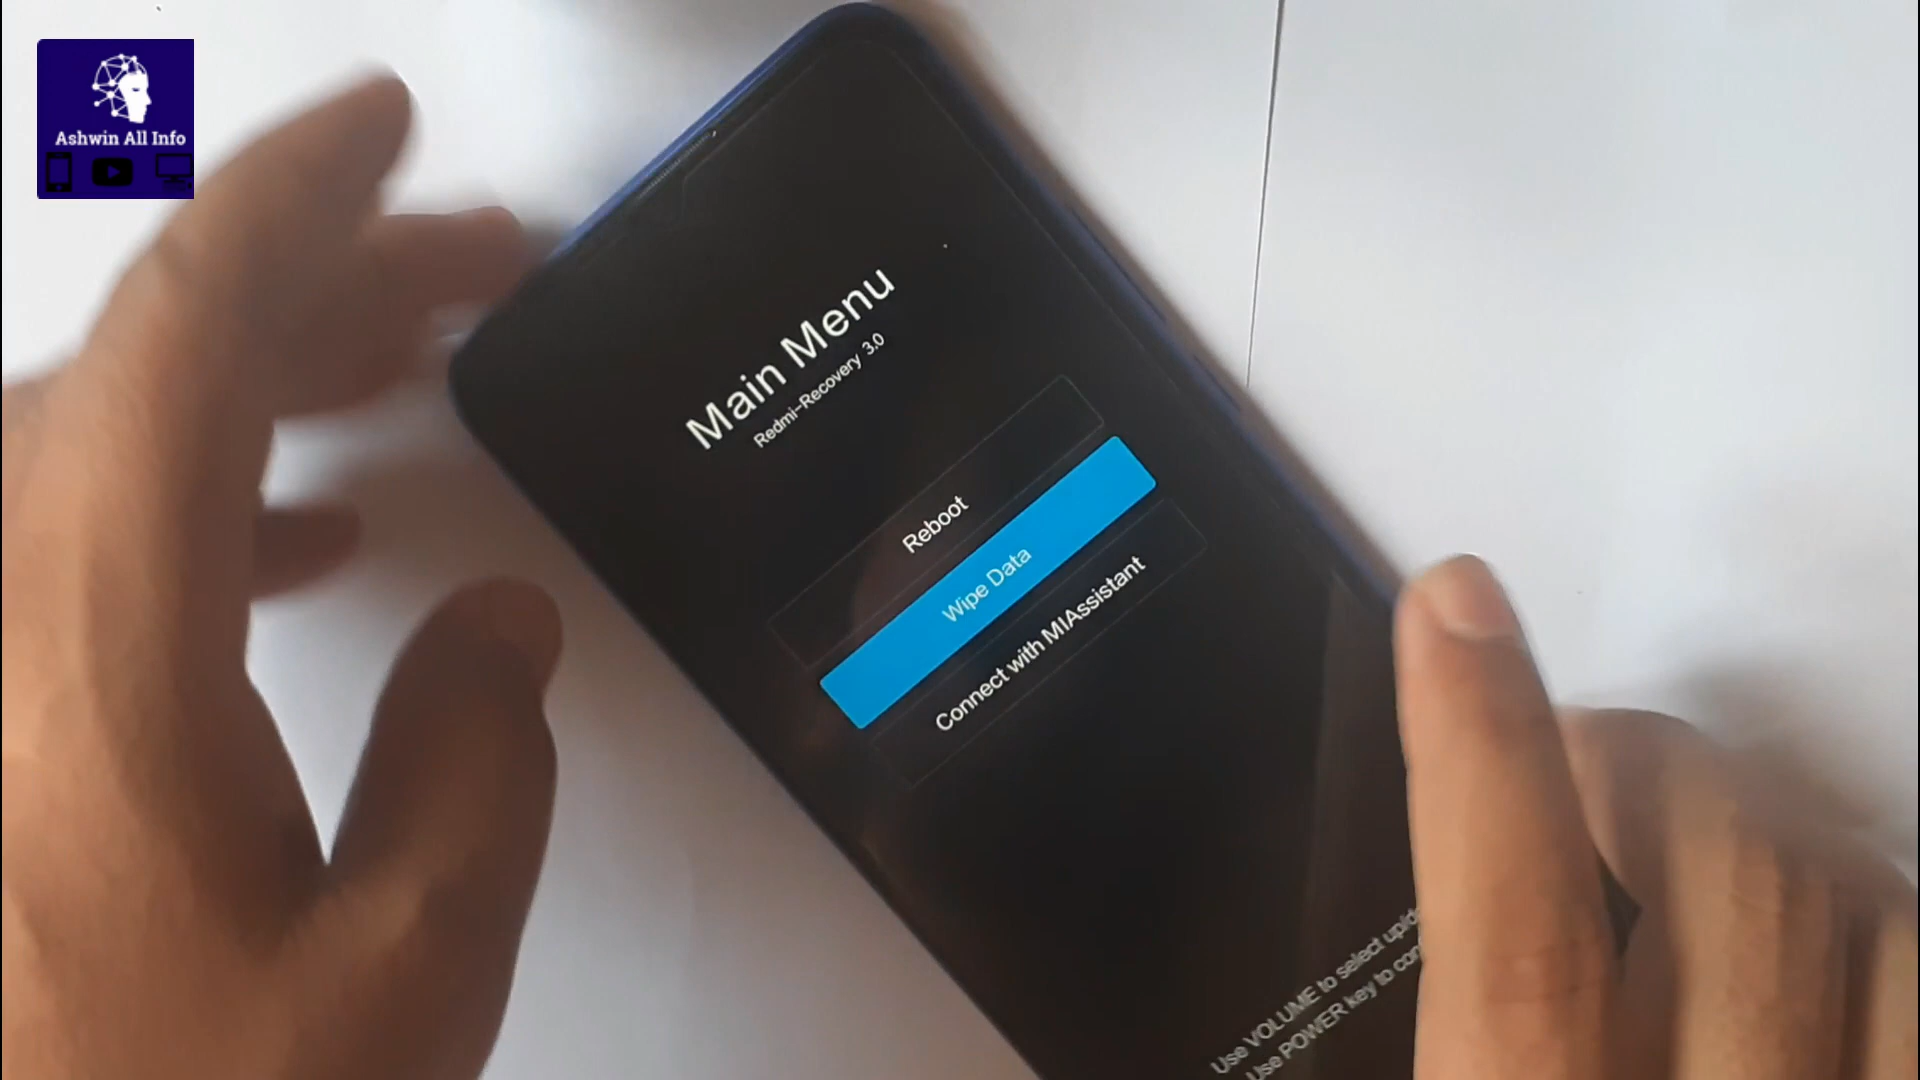 Ashwin All Info
Main Menu
Redmi-Recovery 3.0
Reboot
Wipe Data
Connect with MIAssistant
Use VOLUME to select
Use POWER key to